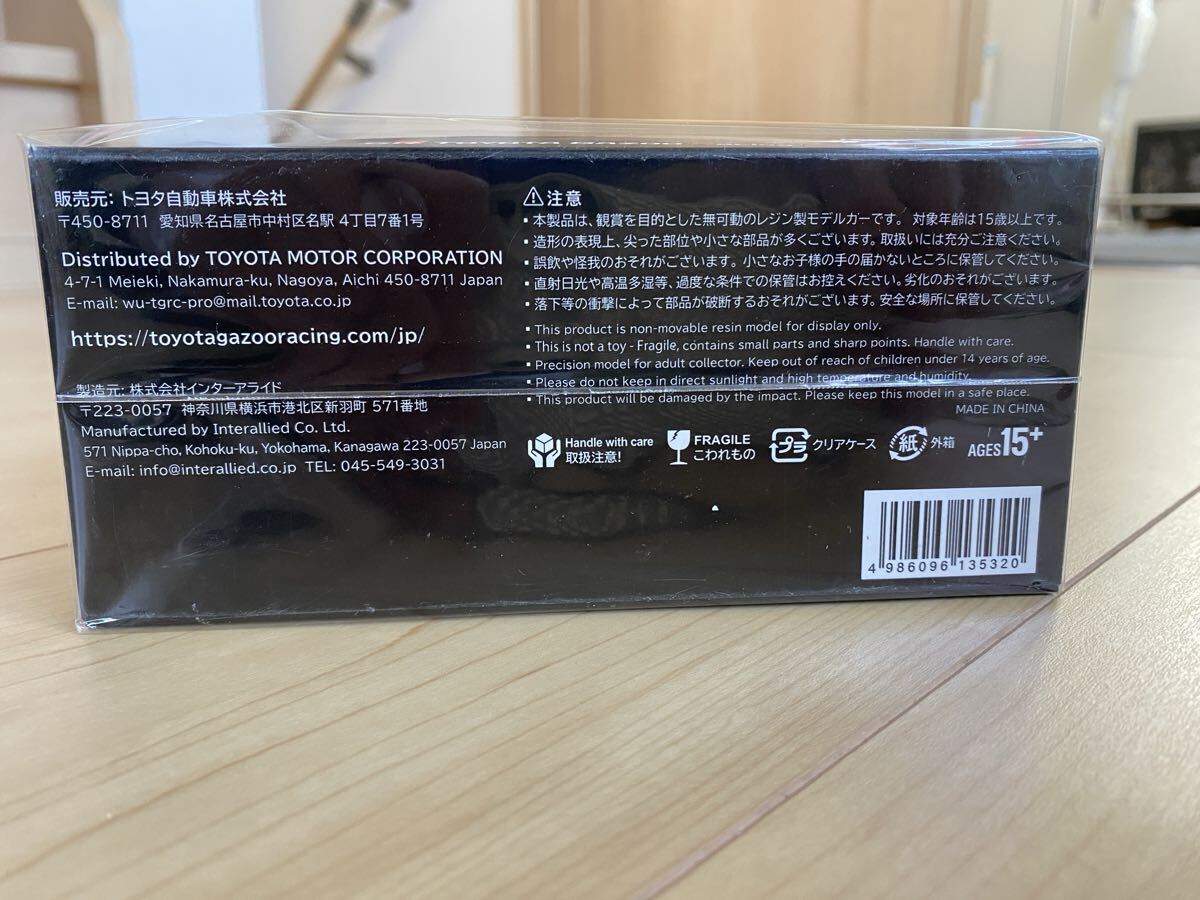 販売元: トヨタ自動車株式会社
〒450-8711 愛知県名古屋市中村区名駅 4丁目7番1号
Distributed by TOYOTA MOTOR CORPORATION
4-7-1 Meieki, Nakamura-ku, Nagoya, Aichi 450-8711 Japan
E-mail: wu-tgrc-pro@mail.toyota.co.jp
https://toyotagazooracing.com/jp/
製造元: 株式会社インターアライド
〒223-0057 神奈川県横浜市港北区新羽町 571番地
Manufactured by Interallied Co. Ltd.
571 Nippa-cho, Kohoku-ku, Yokohama, Kanagawa 223-0057 Japan
E-mail: info@interallied.co.jp TEL: 045-549-3031
⚠注意
▪ 本製品は、観賞を目的とした無可動のレジン製モデルカーです。 対象年齢は15歳以上です。
▪ 造形の表現上、尖った部位や小さな部品が多くございます。取扱いには充分ご注意ください。
▪ 誤飲や怪我のおそれがございます。 小さなお子様の手の届かないところに保管してください。
▪ 直射日光や高温多湿等、過度な条件での保管はお控えください。劣化のおそれがございます。
▪ 落下等の衝撃によって部品が破断するおそれがございます。安全な場所に保管してください。
▪ This product is non-movable resin model for display only.
▪ This is not a toy - Fragile, contains small parts and sharp points. Handle with care.
▪ Precision model for adult collector. Keep out of reach of children under 14 years of age.
▪ Please do not keep in direct sunlight and high temperature and humidity.
▪ This product will be damaged by the impact. Please keep this model in a safe place.
MADE IN CHINA
Handle with care
取扱注意!
FRAGILE
こわれもの
プラ クリアケース
紙 外箱
AGES15+
4 986096 135320